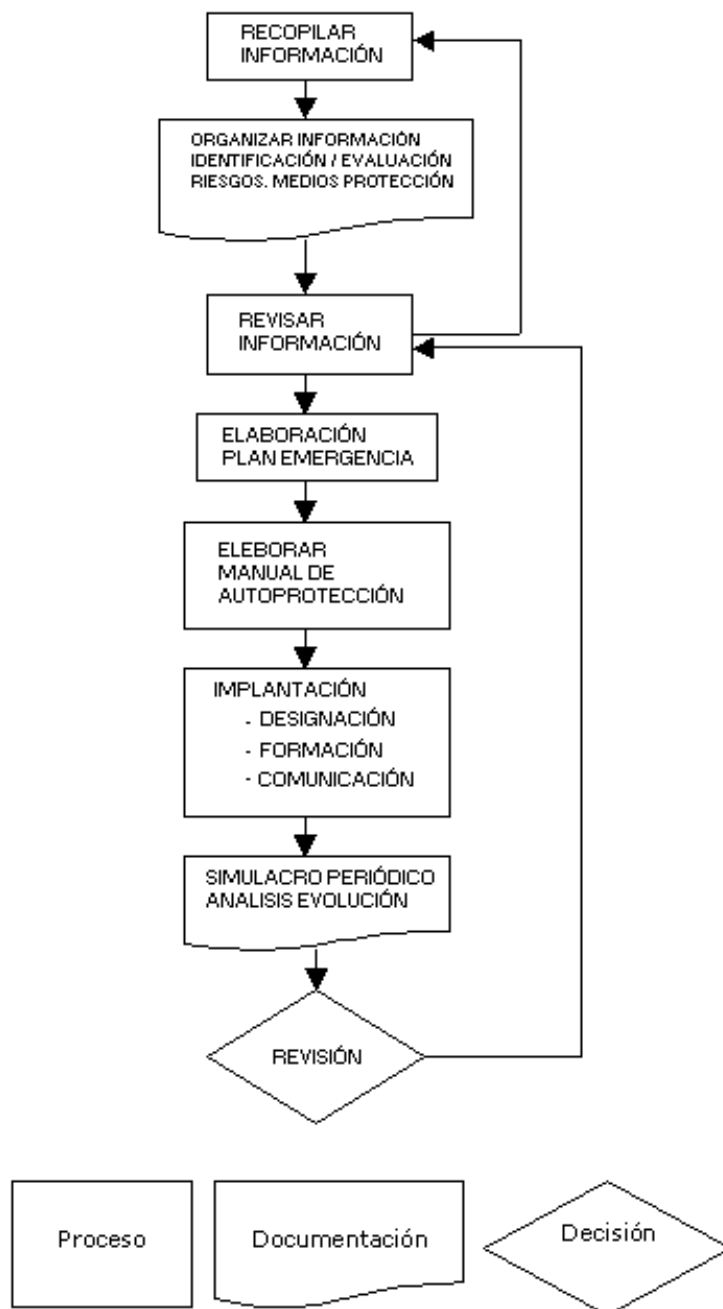 RECOPILAR
INFORMACIÓN
ORGANIZAR INFORMACIÓN
IDENTIFICACIÓN / EVALUACIÓN
RIESGOS. MEDIOS PROTECCIÓN
REVISAR
INFORMACIÓN
ELABORACIÓN
PLAN EMERGENCIA
ELEBORAR
MANUAL DE
AUTOPROTECCIÓN
IMPLANTACIÓN
- DESIGNACIÓN
- FORMACIÓN
- COMUNICACIÓN
SIMULACRO PERIÓDICO
ANALISIS EVOLUCIÓN
REVISIÓN
Proceso
Documentación
Decisión